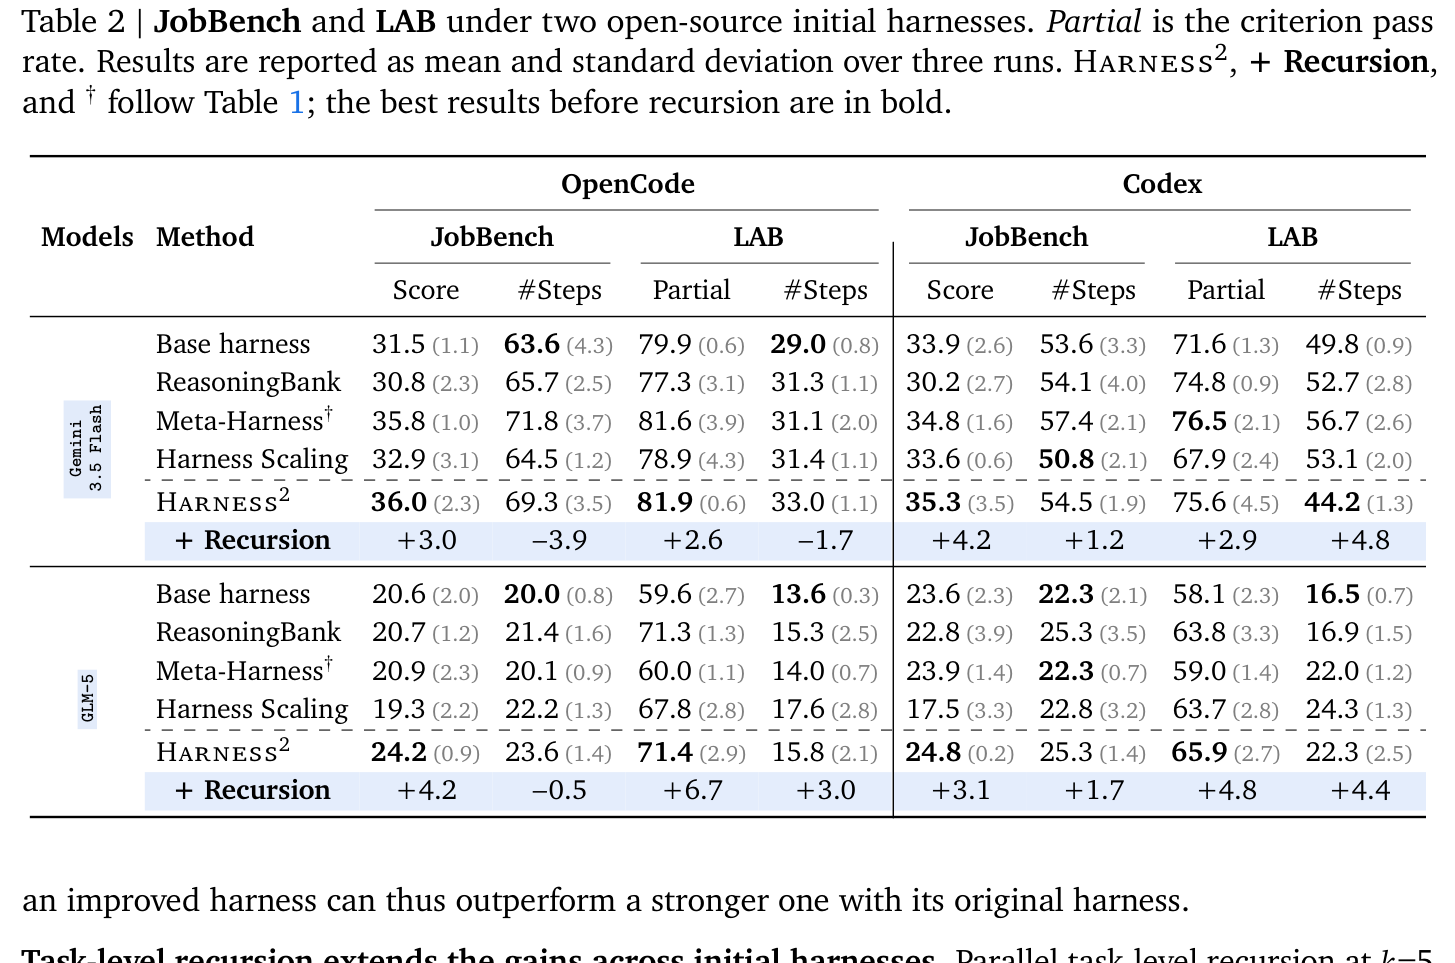 Table 2 | JobBench and LAB under two open-source initial harnesses. Partial is the criterion pass
rate. Results are reported as mean and standard deviation over three runs. HARNESS², + Recursion,
and † follow Table 1; the best results before recursion are in bold.
OpenCode Codex
Models Method JobBench LAB JobBench LAB
Score #Steps Partial #Steps Score #Steps Partial #Steps
Gemini
3.5 Flash
Base harness 31.5 (1.1) 63.6 (4.3) 79.9 (0.6) 29.0 (0.8) 33.9 (2.6) 53.6 (3.3) 71.6 (1.3) 49.8 (0.9)
ReasoningBank 30.8 (2.3) 65.7 (2.5) 77.3 (3.1) 31.3 (1.1) 30.2 (2.7) 54.1 (4.0) 74.8 (0.9) 52.7 (2.8)
Meta-Harness† 35.8 (1.0) 71.8 (3.7) 81.6 (3.9) 31.1 (2.0) 34.8 (1.6) 57.4 (2.1) 76.5 (2.1) 56.7 (2.6)
Harness Scaling 32.9 (3.1) 64.5 (1.2) 78.9 (4.3) 31.4 (1.1) 33.6 (0.6) 50.8 (2.1) 67.9 (2.4) 53.1 (2.0)
HARNESS² 36.0 (2.3) 69.3 (3.5) 81.9 (0.6) 33.0 (1.1) 35.3 (3.5) 54.5 (1.9) 75.6 (4.5) 44.2 (1.3)
+ Recursion +3.0 −3.9 +2.6 −1.7 +4.2 +1.2 +2.9 +4.8
GLM-5
Base harness 20.6 (2.0) 20.0 (0.8) 59.6 (2.7) 13.6 (0.3) 23.6 (2.3) 22.3 (2.1) 58.1 (2.3) 16.5 (0.7)
ReasoningBank 20.7 (1.2) 21.4 (1.6) 71.3 (1.3) 15.3 (2.5) 22.8 (3.9) 25.3 (3.5) 63.8 (3.3) 16.9 (1.5)
Meta-Harness† 20.9 (2.3) 20.1 (0.9) 60.0 (1.1) 14.0 (0.7) 23.9 (1.4) 22.3 (0.7) 59.0 (1.4) 22.0 (1.2)
Harness Scaling 19.3 (2.2) 22.2 (1.3) 67.8 (2.8) 17.6 (2.8) 17.5 (3.3) 22.8 (3.2) 63.7 (2.8) 24.3 (1.3)
HARNESS² 24.2 (0.9) 23.6 (1.4) 71.4 (2.9) 15.8 (2.1) 24.8 (0.2) 25.3 (1.4) 65.9 (2.7) 22.3 (2.5)
+ Recursion +4.2 −0.5 +6.7 +3.0 +3.1 +1.7 +4.8 +4.4
an improved harness can thus outperform a stronger one with its original harness.
Task-level recursion extends the gains across initial harnesses. Parallel task-level recursion at k=5